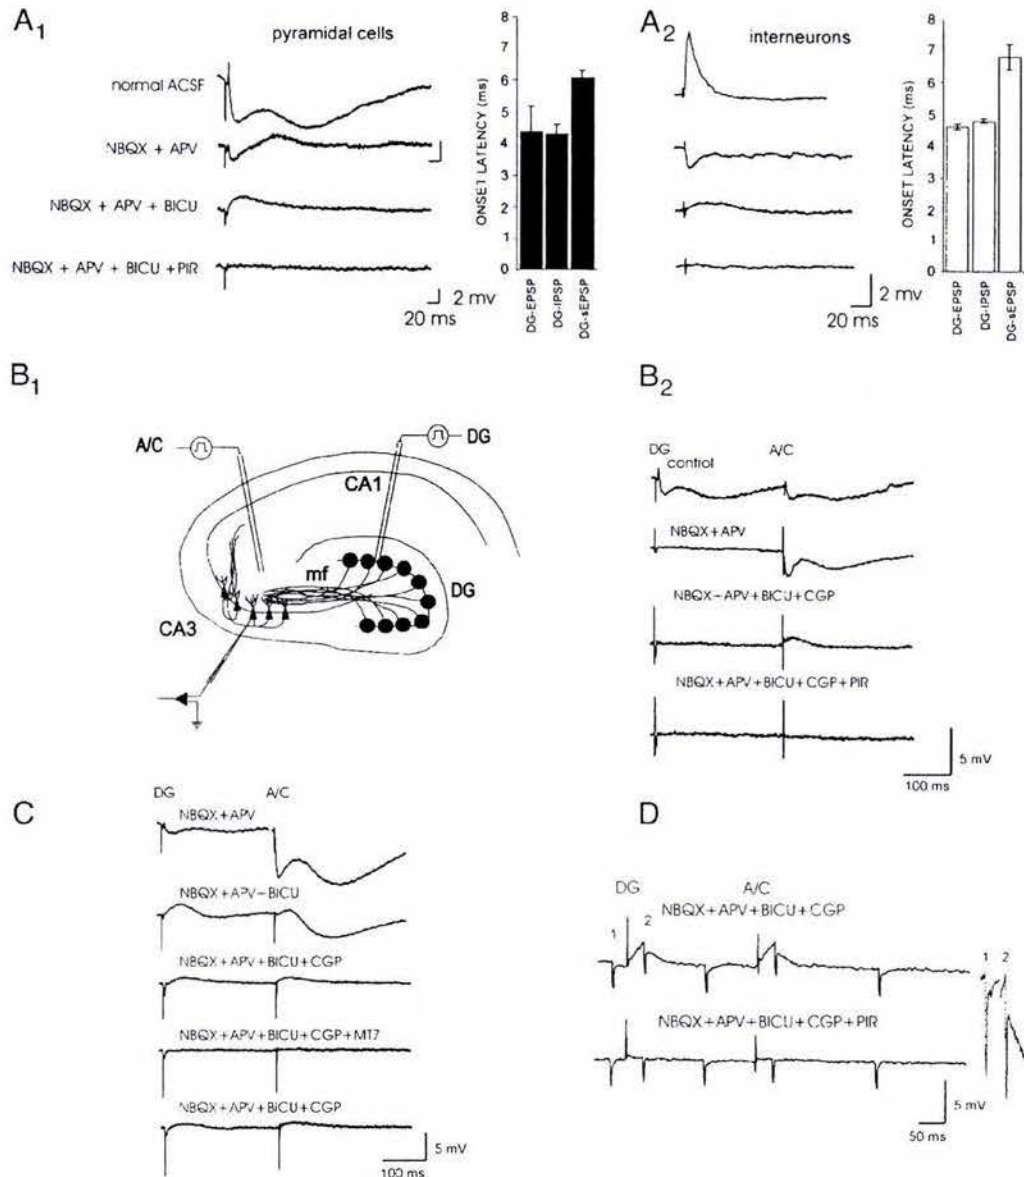 A1
pyramidal cells
normal ACSF
NBQX + APV
NBQX + APV + BICU
NBQX + APV + BICU +PIR
2 mv
20 ms
8
7
6
5
4
3
2
1
0
ONSET LATENCY (ms)
DG-EPSP
DG-IPSP
DG-sEPSP
A2
interneurons
2 mv
20 ms
8
7
6
5
4
3
2
1
0
ONSET LATENCY (ms)
DG-EPSP
DG-IPSP
DG-sEPSP
B1
A/C
DG
CA1
mf
DG
CA3
B2
DG
A/C
control
NBQX+APV
NBQX-APV+BICU+CGP
NBQX+APV+BICU+CGP+PIR
5 mV
100 ms
C
DG
A/C
NBQX+APV
NBQX+APV-BICU
NBQX+APV+BICU+CGP
NBQX+APV+BICU+CGP+MT7
NBQX+APV+BICU+CGP
5 mV
100 ms
D
DG
A/C
NBQX+APV+BICU+CGP
1
2
1
2
NBQX+APV+BICU+CGP+PIR
5 mV
50 ms